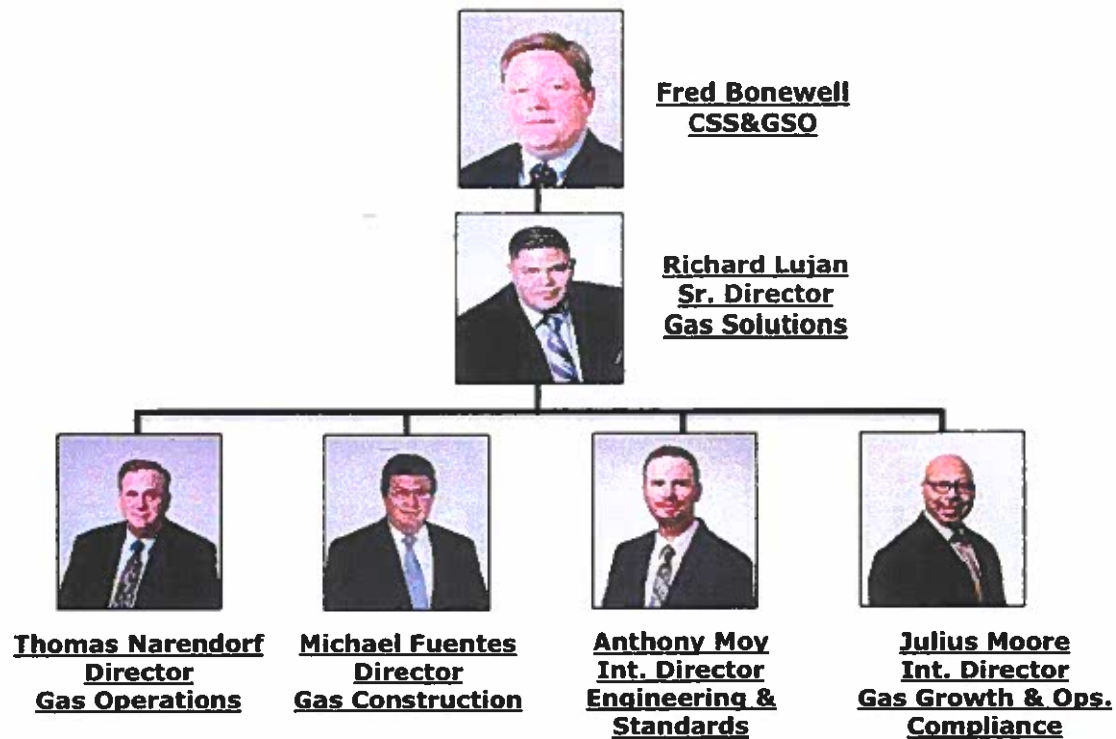 Fred Bonewell
CSS&GSO
Richard Lujan
Sr. Director
Gas Solutions
Thomas Narendorf
Director
Gas Operations
Michael Fuentes
Director
Gas Construction
Anthony Moy
Int. Director
Engineering &
Standards
Julius Moore
Int. Director
Gas Growth & Ops.
Compliance